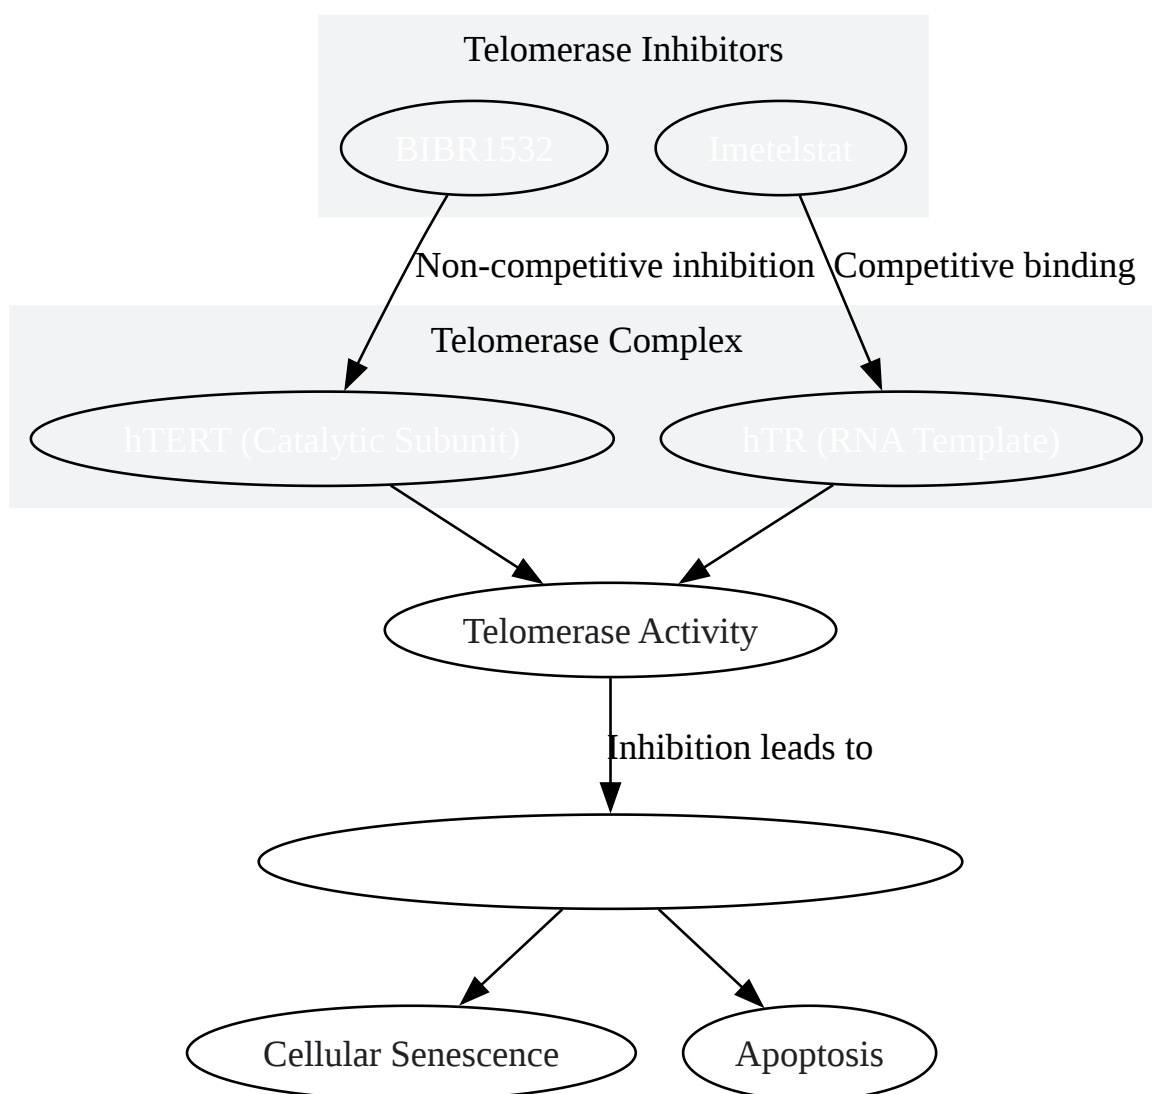 Telomerase Inhibitors
BIBR1532
Imetelstat
Non-competitive inhibition
Competitive binding
Telomerase Complex
hTERT (Catalytic Subunit)
hTR (RNA Template)
Telomerase Activity
Inhibition leads to
Cellular Senescence
Apoptosis